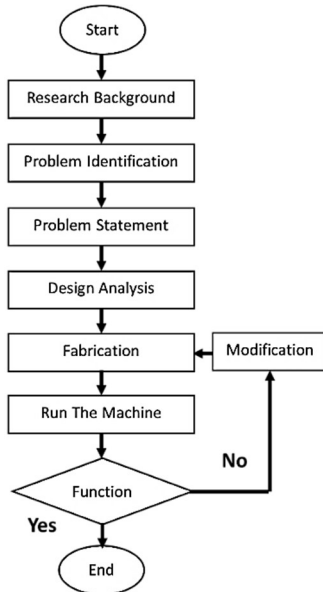 Start
Research Background
Problem Identification
Problem Statement
Design Analysis
Fabrication
Modification
Run The Machine
No
Function
Yes
End